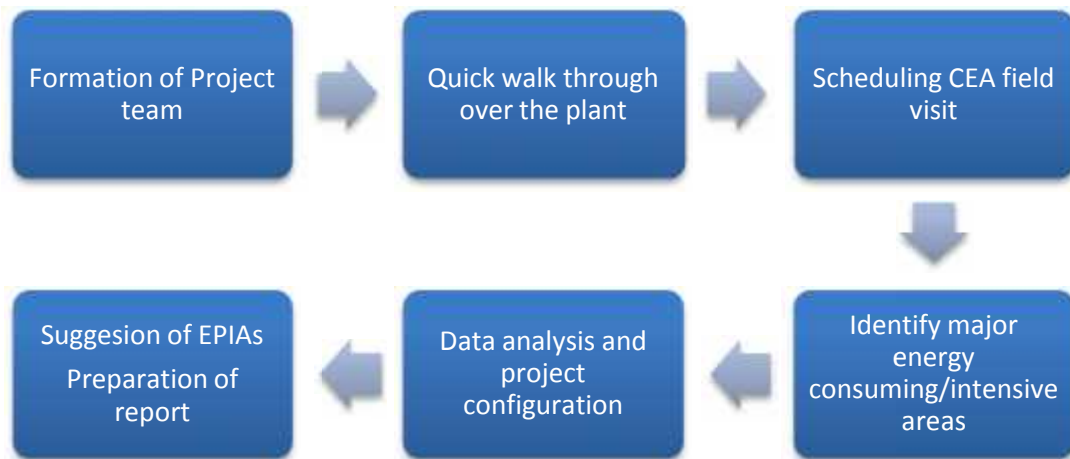 Formation of Project
team
Quick walk through
over the plant
Scheduling CEA field
visit
Identify major
energy
consuming/intensive
areas
Data analysis and
project
configuration
Suggesion of EPIAs
Preparation of
report